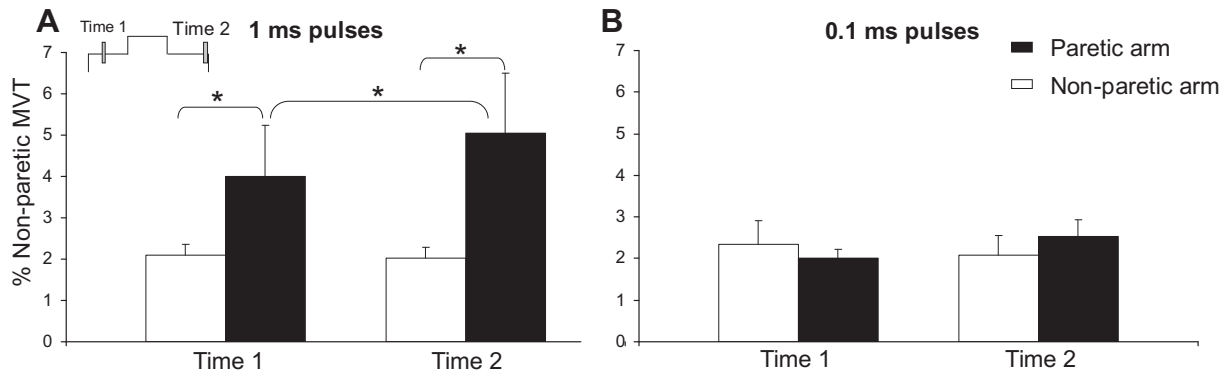 A
Time 1
Time 2
1 ms pulses
*
*
*
% Non-paretic MVT
7
6
5
4
3
2
1
0
Time 1
Time 2
B
0.1 ms pulses
Paretic arm
Non-paretic arm
7
6
5
4
3
2
1
0
Time 1
Time 2